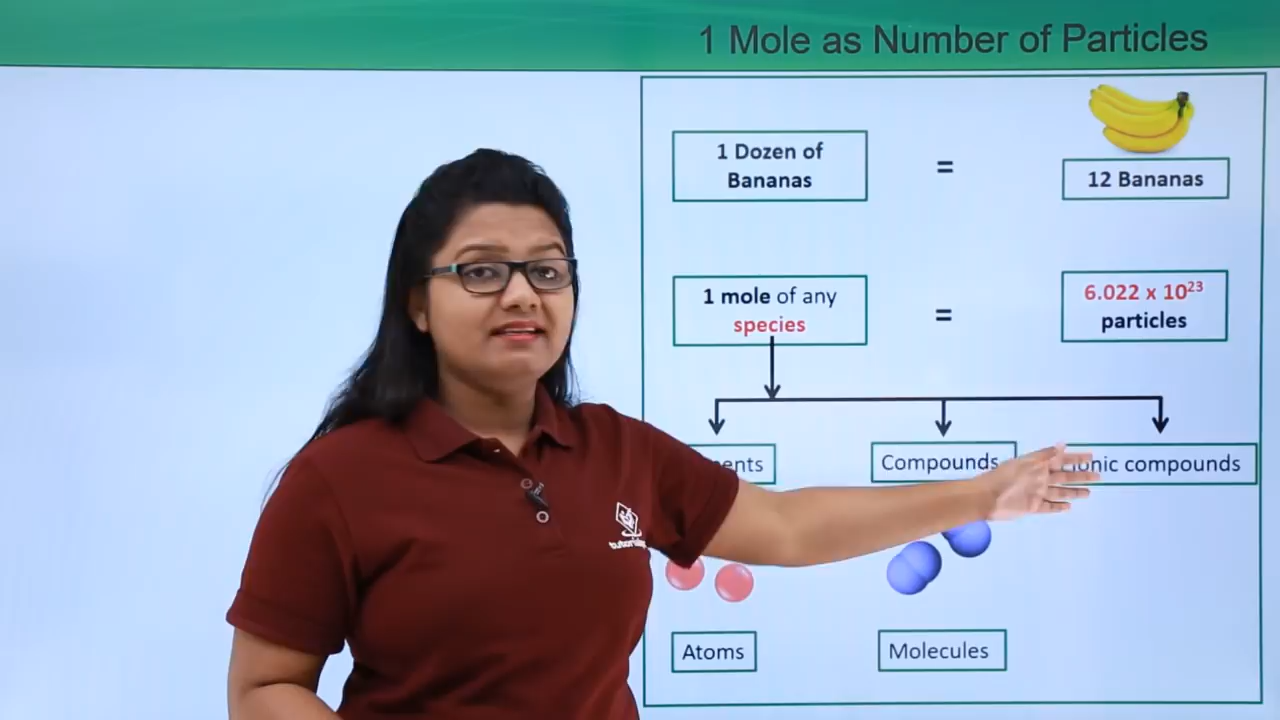 1 Mole as Number of Particles
1 Dozen of
Bananas
=
12 Bananas
1 mole of any
species
=
6.022 x 10²³
particles
Compounds
compounds
Atoms
Molecules